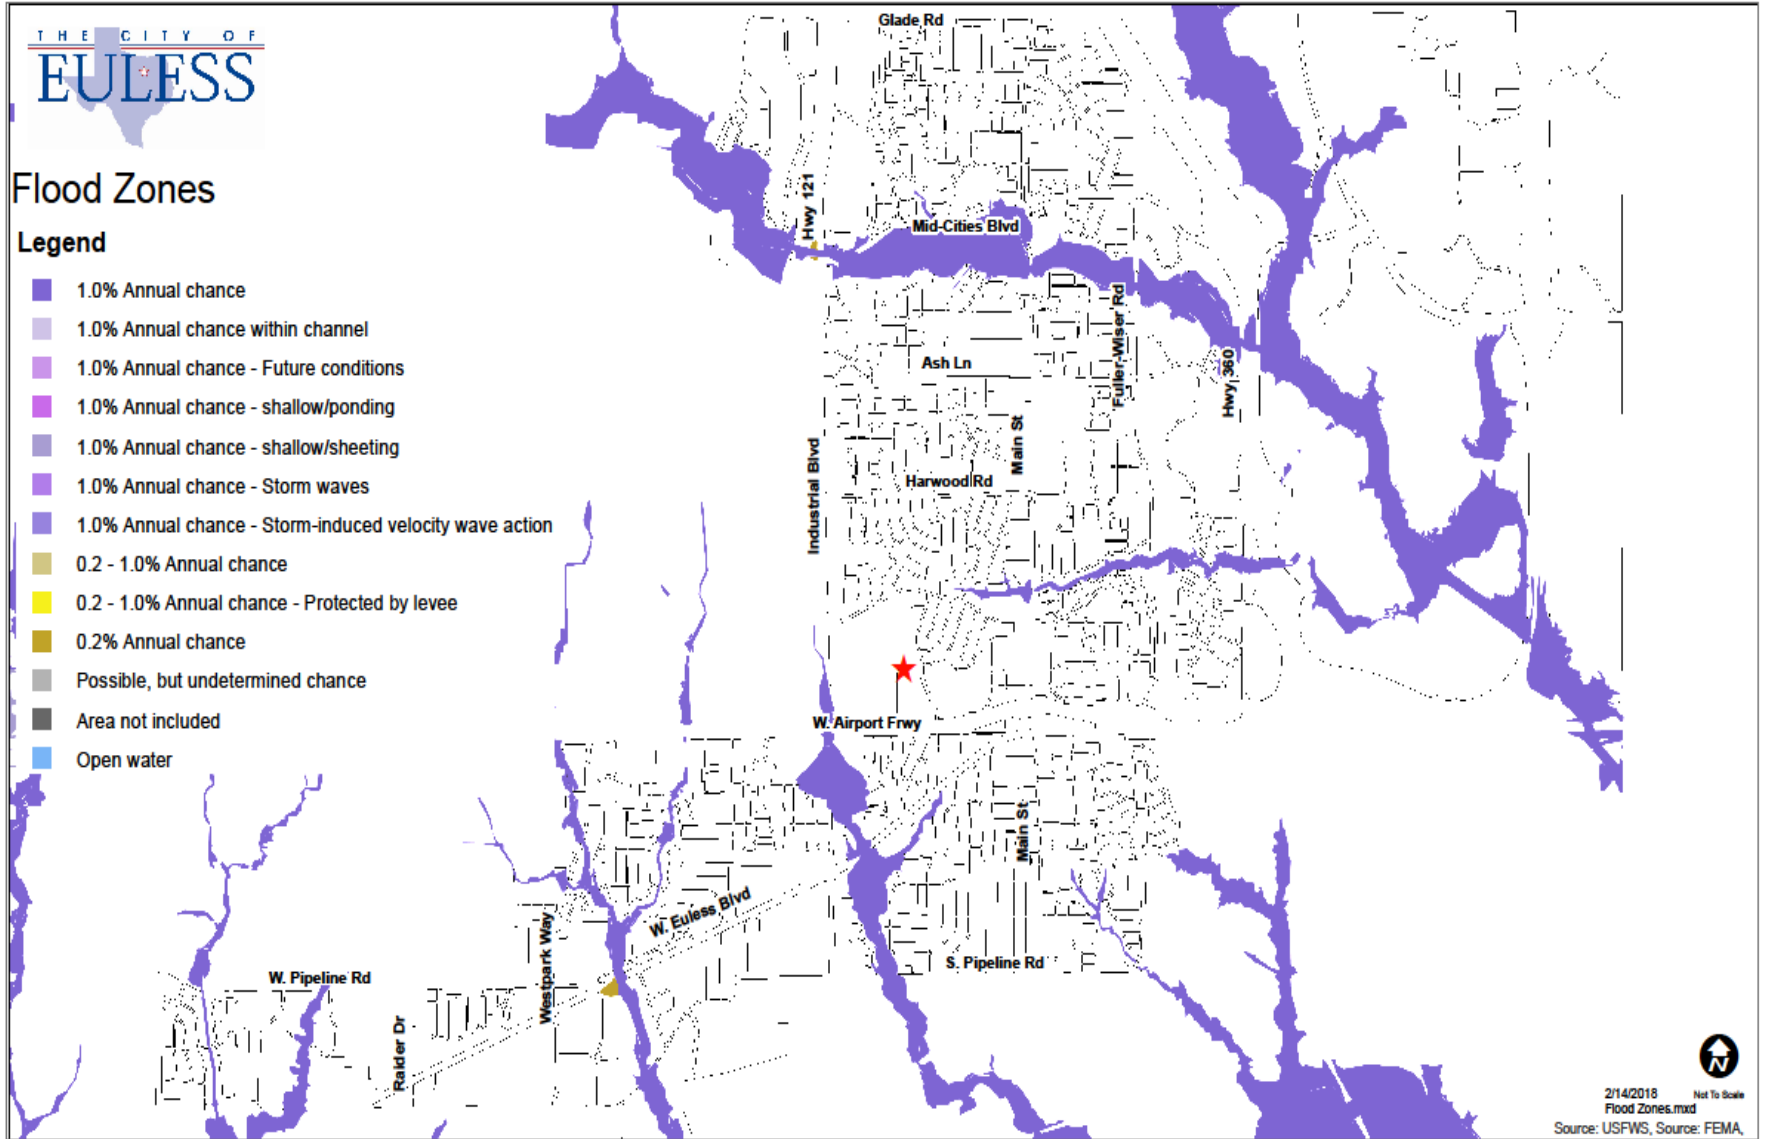 THE CITY OF
EULESS
Flood Zones
Legend
1.0% Annual chance
1.0% Annual chance within channel
1.0% Annual chance - Future conditions
1.0% Annual chance - shallow/ponding
1.0% Annual chance - shallow/sheeting
1.0% Annual chance - Storm waves
1.0% Annual chance - Storm-induced velocity wave action
0.2 - 1.0% Annual chance
0.2 - 1.0% Annual chance - Protected by levee
0.2% Annual chance
Possible, but undetermined chance
Area not included
Open water
Glade Rd
Hwy 121
Mid-Cities Blvd
Fuller-Wiser Rd
Ash Ln
Hwy 360
Main St
Industrial Blvd
Harwood Rd
W. Airport Frwy
Main St
W. Euless Blvd
Westpark Way
S. Pipeline Rd
W. Pipeline Rd
Raider Dr
N
2/14/2018
Not To Scale
Flood Zones.mxd
Source: USFWS, Source: FEMA,